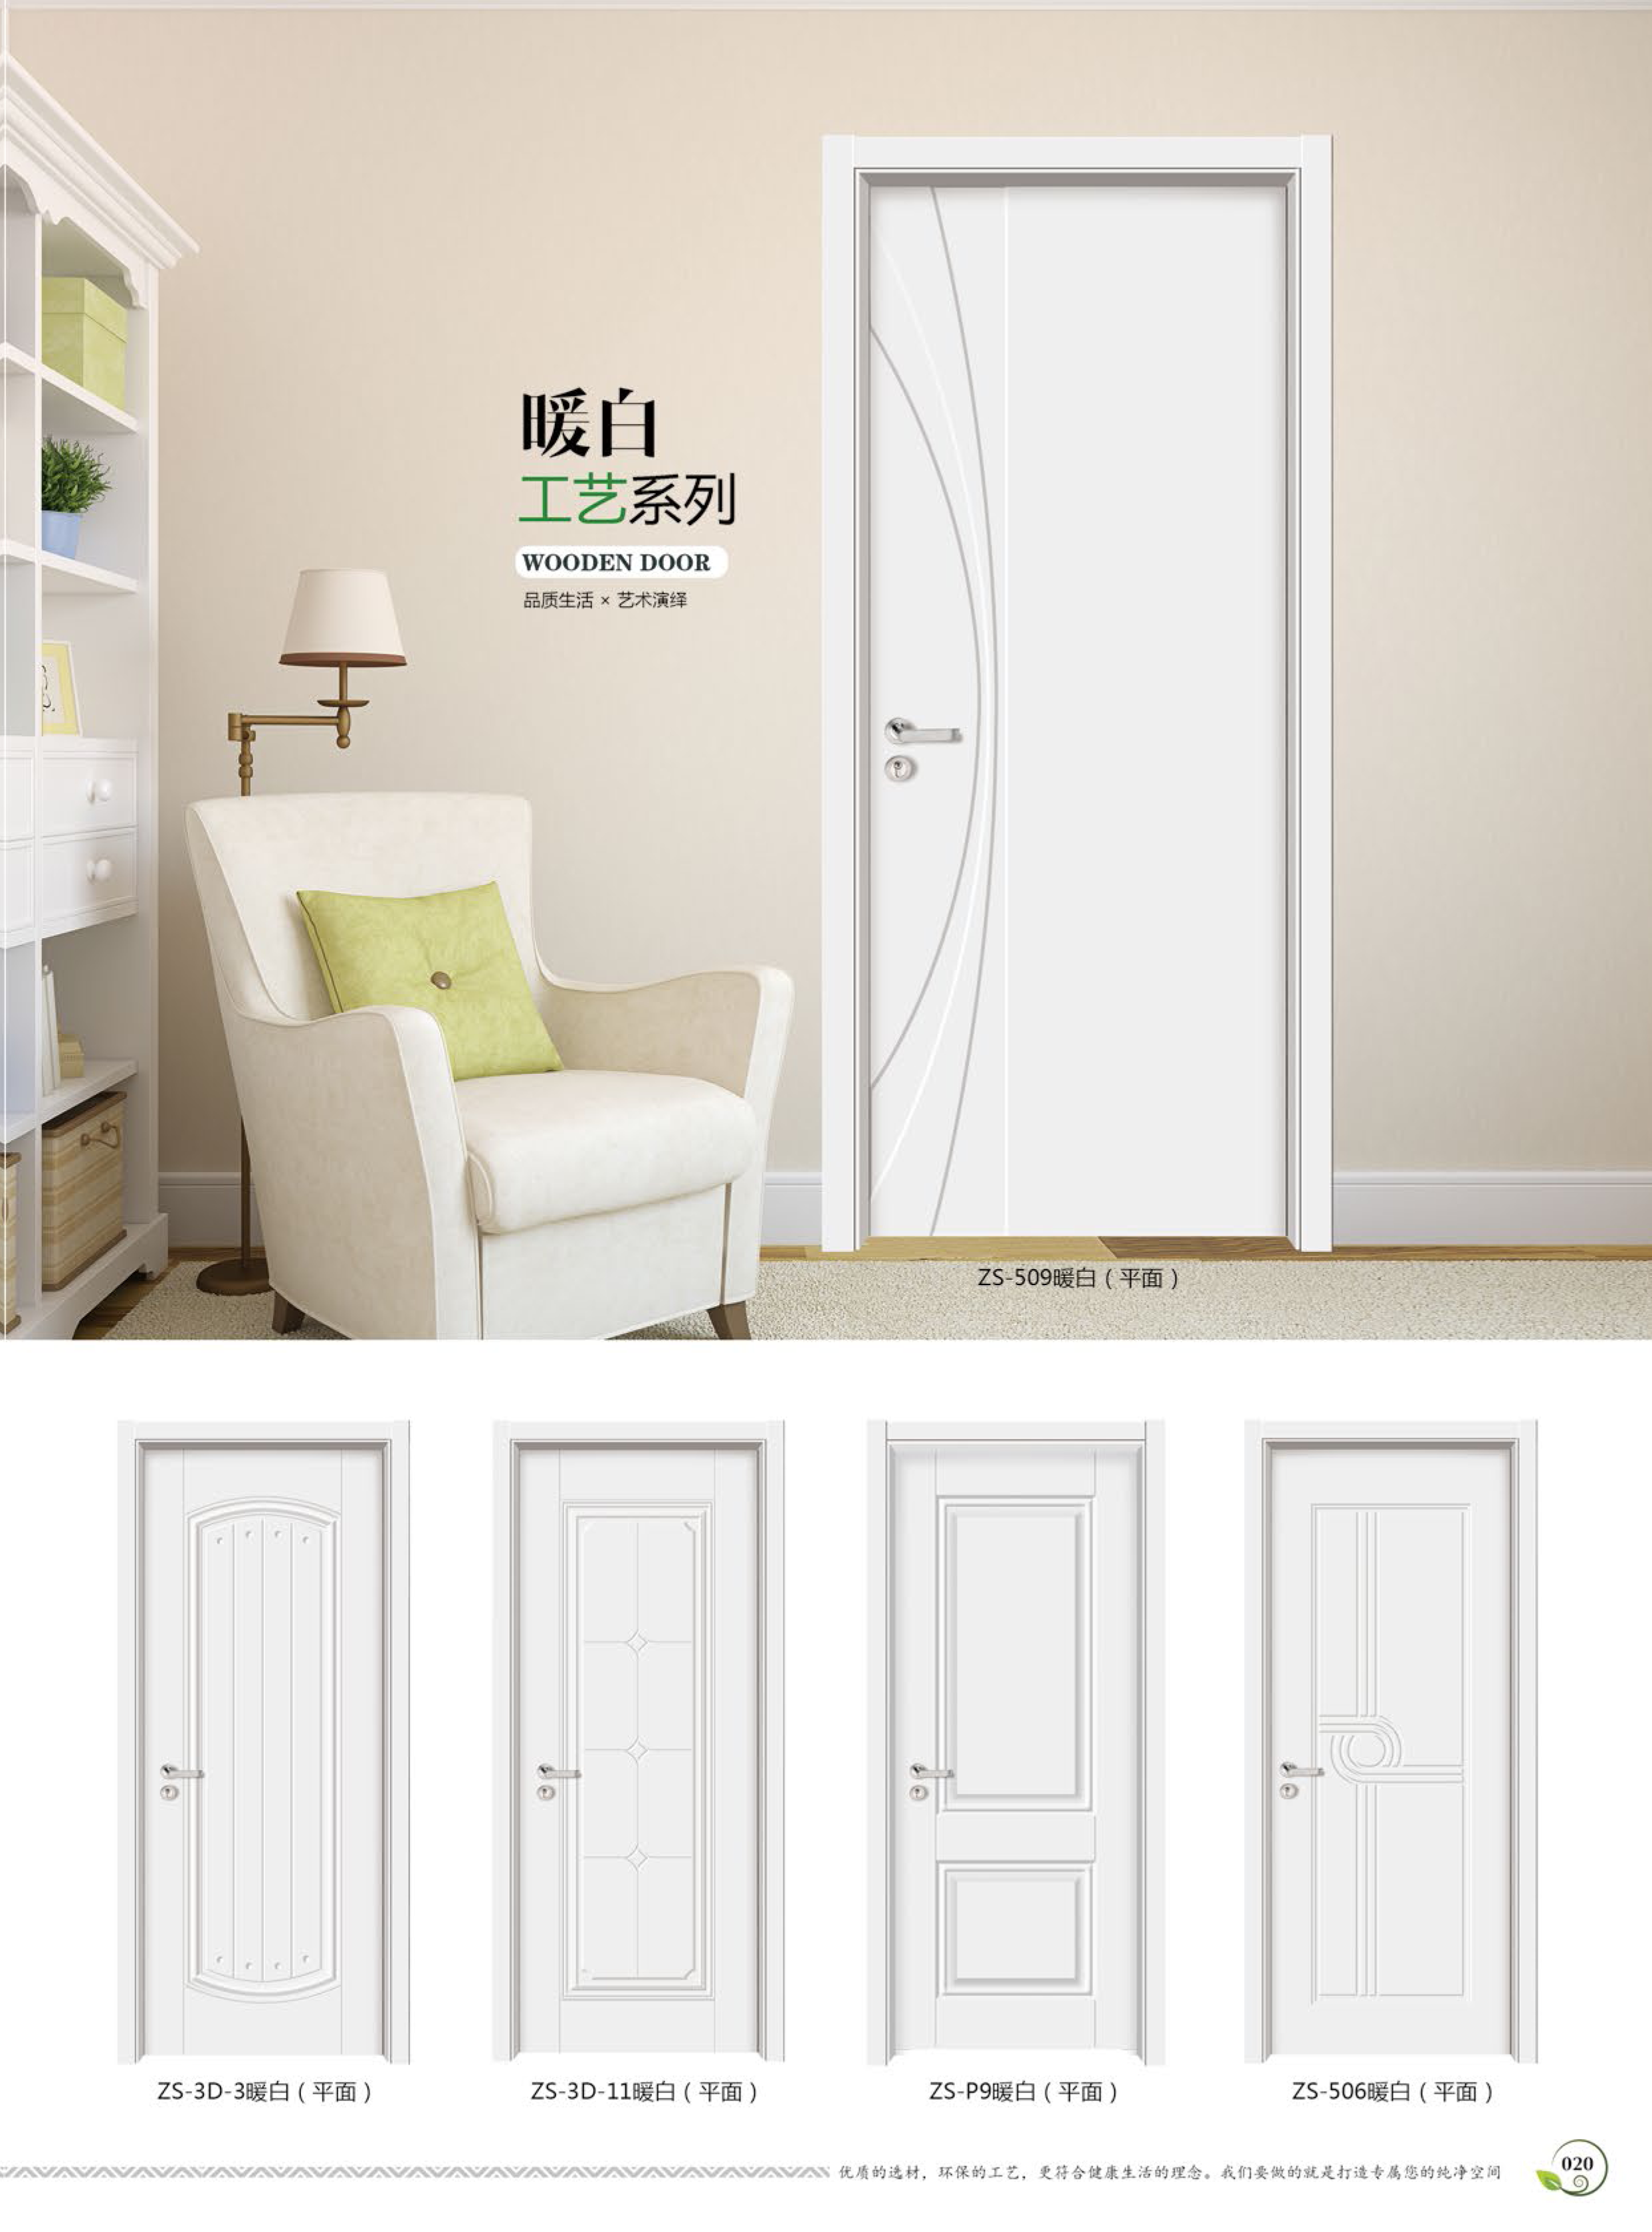 暖白
工艺系列
WOODEN DOOR
品质生活 × 艺术演绎
ZS-509暖白（平面）
ZS-3D-3暖白（平面）
ZS-3D-11暖白（平面）
ZS-P9暖白（平面）
ZS-506暖白（平面）
优质的选材，环保的工艺，更符合健康生活的理念。我们要做的就是打造专属您的纯净空间
020